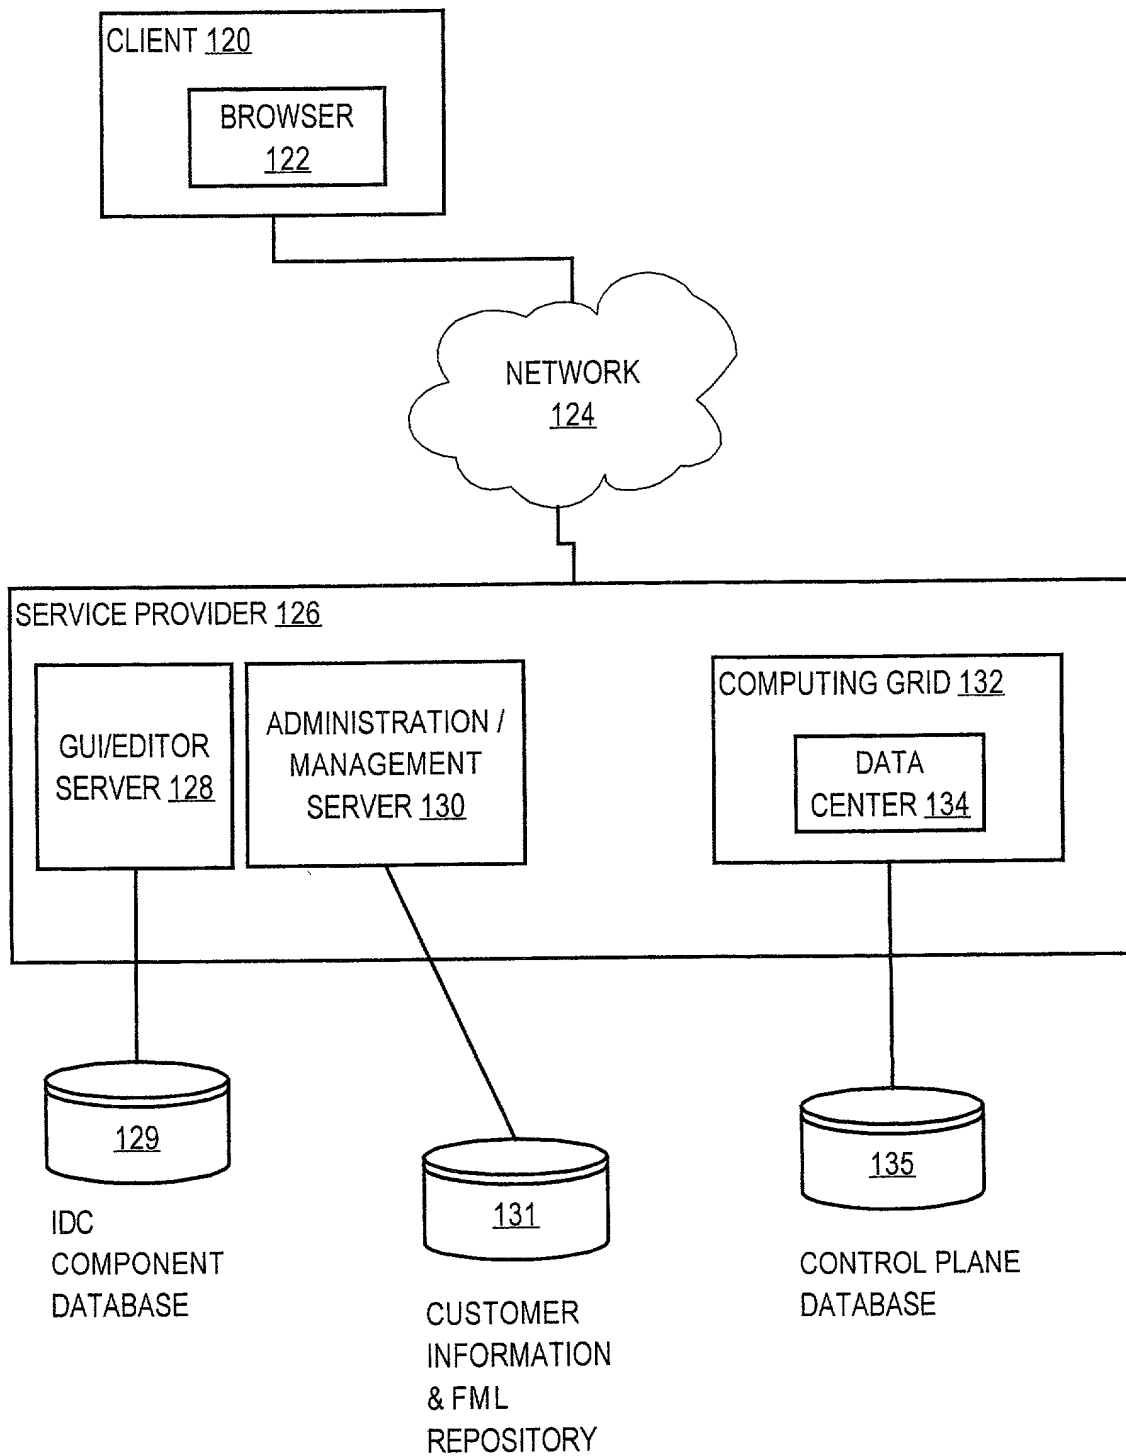 CLIENT 120
BROWSER
122
NETWORK
124
SERVICE PROVIDER 126
GUI/EDITOR
SERVER 128
ADMINISTRATION /
MANAGEMENT
SERVER 130
COMPUTING GRID 132
DATA
CENTER 134
129
IDC
COMPONENT
DATABASE
131
CUSTOMER
INFORMATION
& FML
REPOSITORY
135
CONTROL PLANE
DATABASE